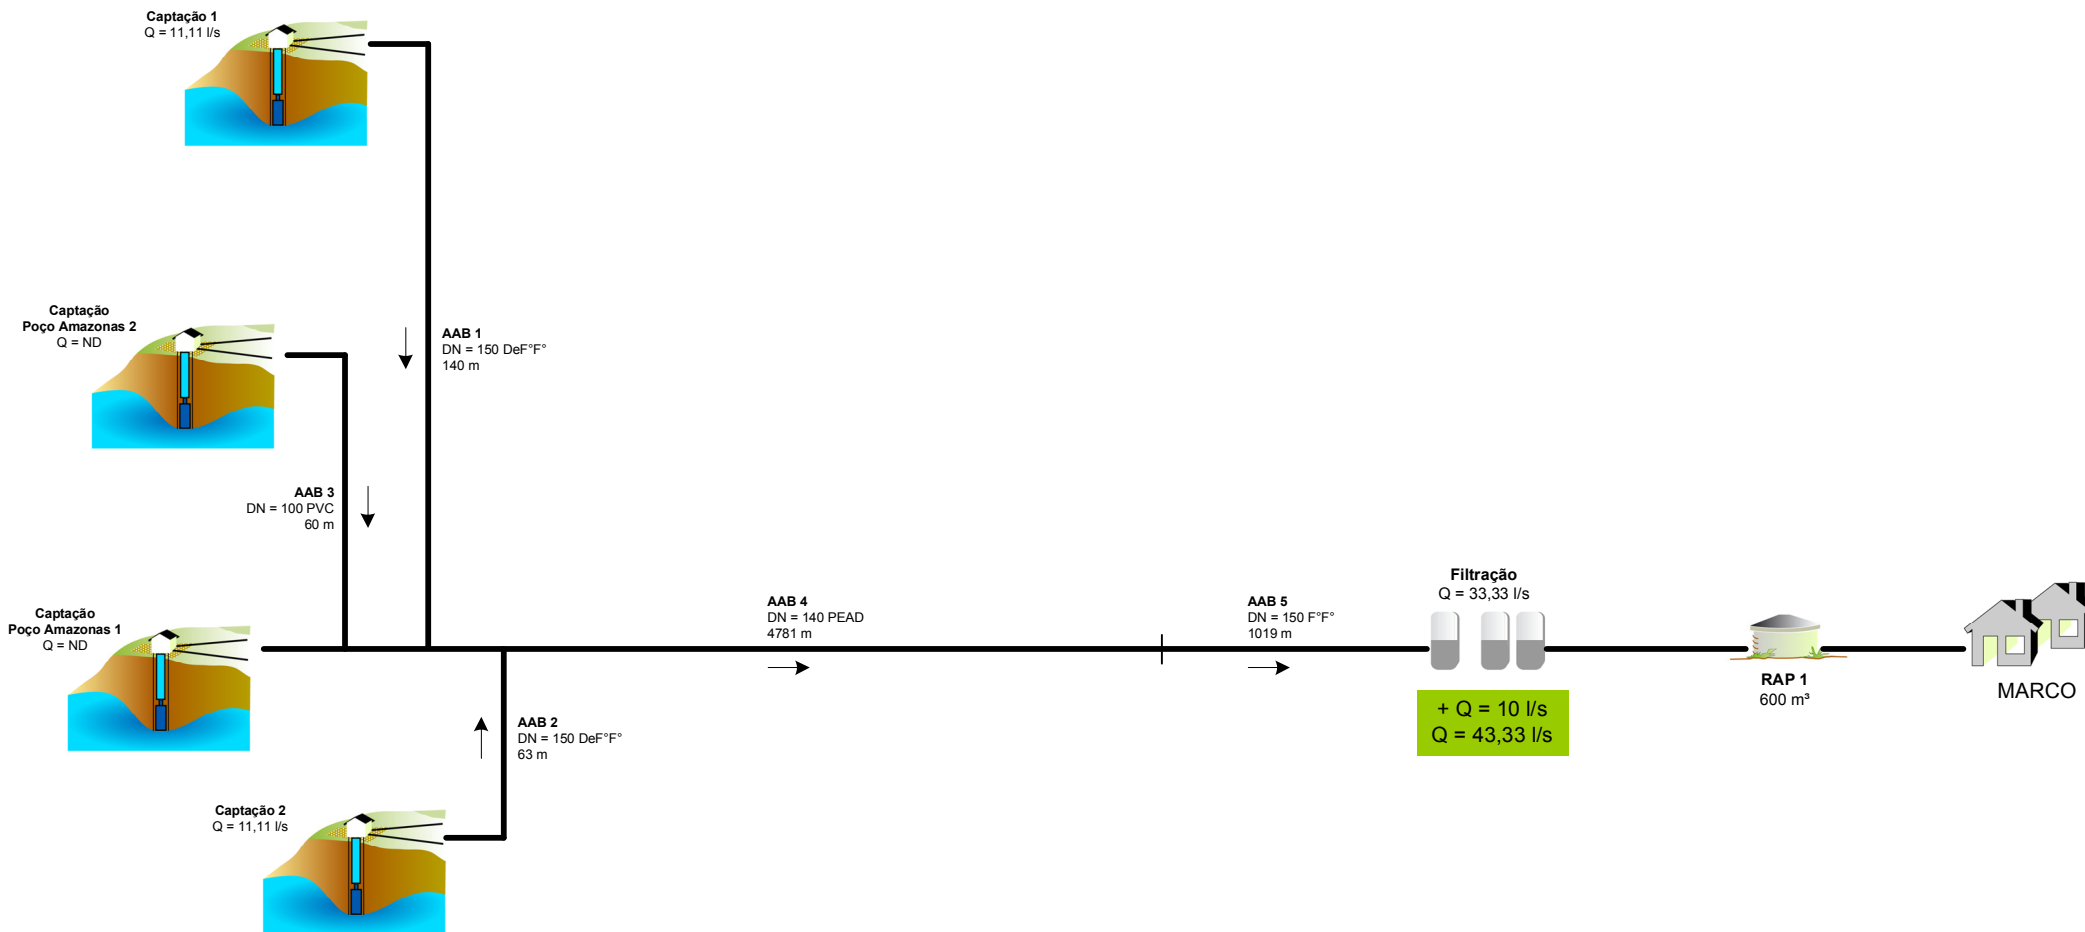 Captação 1
Q = 11,11 l/s
Captação
Poço Amazonas 2
Q = ND
AAB 1
DN = 150 DeF°F°
140 m
AAB 3
DN = 100 PVC
60 m
Captação
Poço Amazonas 1
Q = ND
AAB 4
DN = 140 PEAD
4781 m
AAB 5
DN = 150 F°F°
1019 m
Filtração
Q = 33,33 l/s
+ Q = 10 l/s
Q = 43,33 l/s
RAP 1
600 m³
MARCO
AAB 2
DN = 150 DeF°F°
63 m
Captação 2
Q = 11,11 l/s